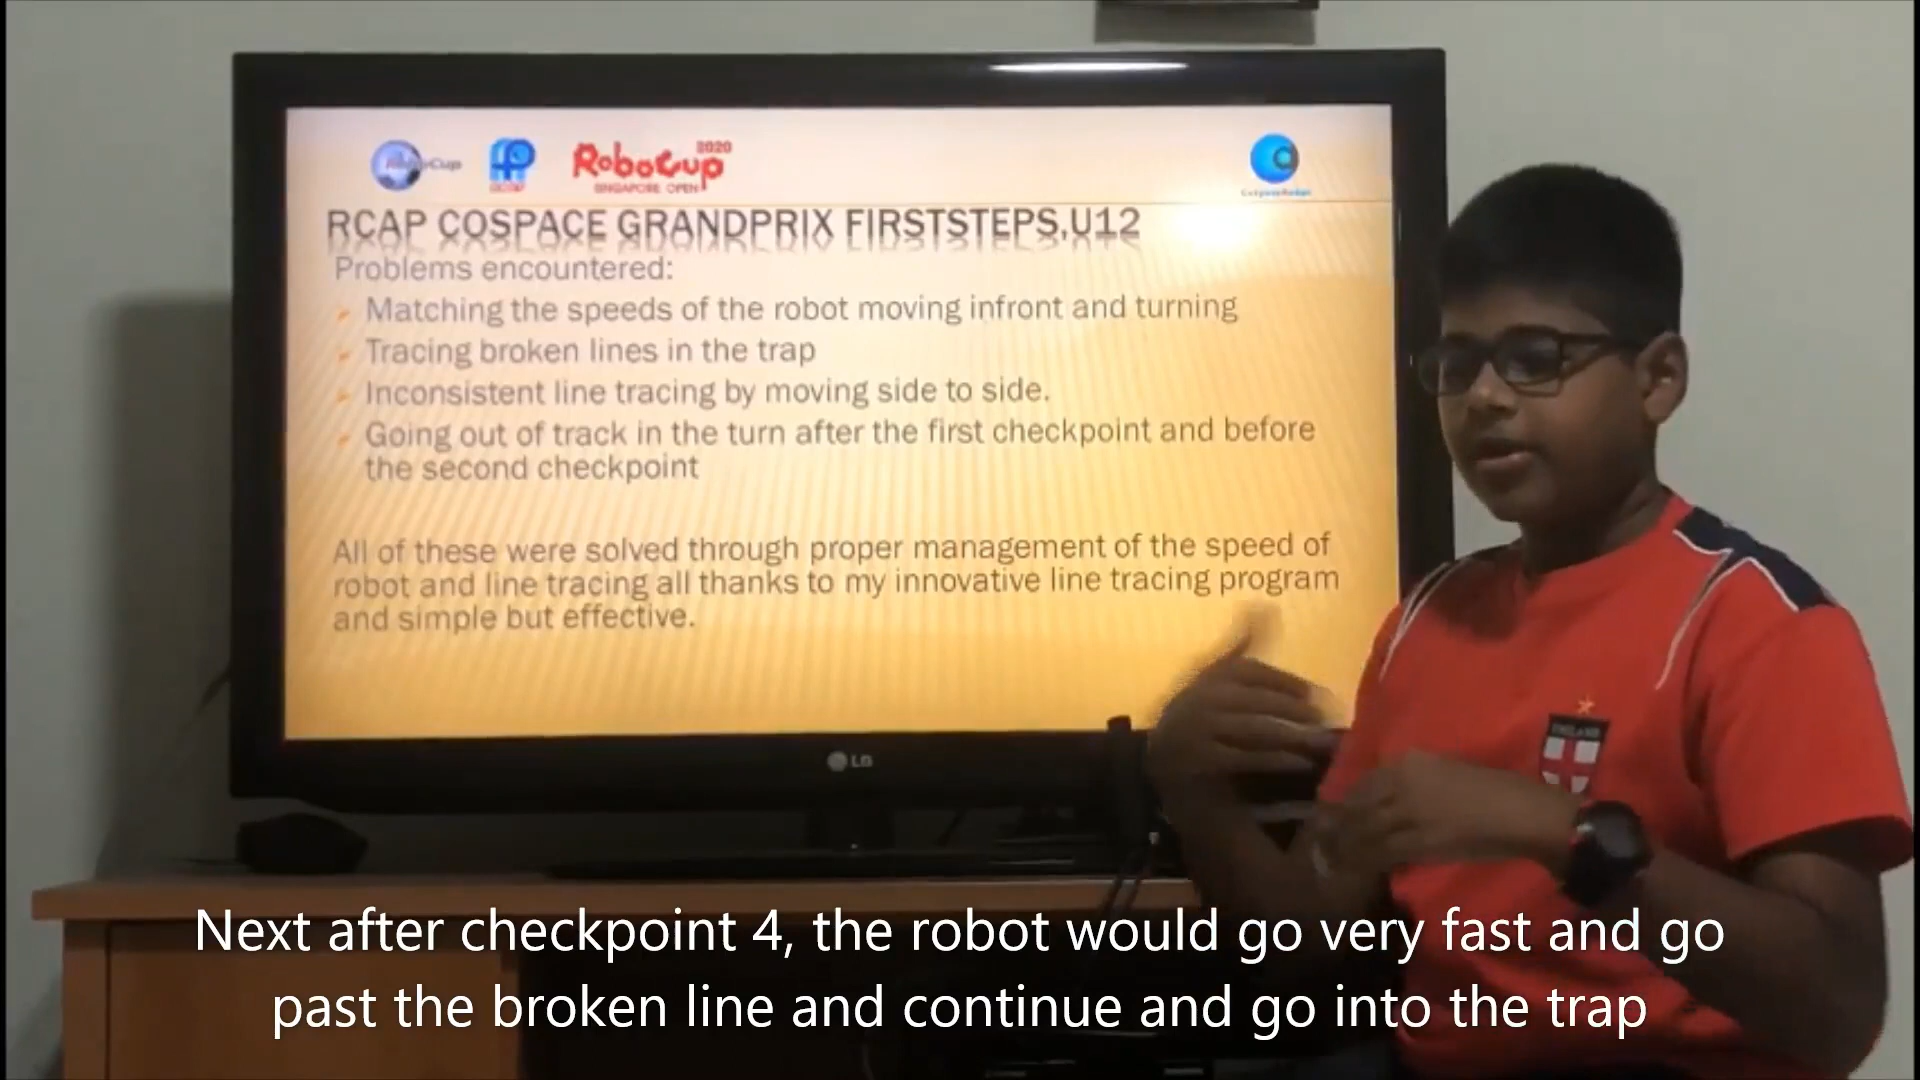 RoboCup
2020
SINGAPORE OPEN
RCAP COSPACE GRANDPRIX FIRSTSTEPS,U12
Problems encountered:
Matching the speeds of the robot moving infront and turning
Tracing broken lines in the trap
Inconsistent line tracing by moving side to side.
Going out of track in the turn after the first checkpoint and before
the second checkpoint
All of these were solved through proper management of the speed of
robot and line tracing all thanks to my innovative line tracing program
and simple but effective.
LG
ENGLAND
Next after checkpoint 4, the robot would go very fast and go
past the broken line and continue and go into the trap